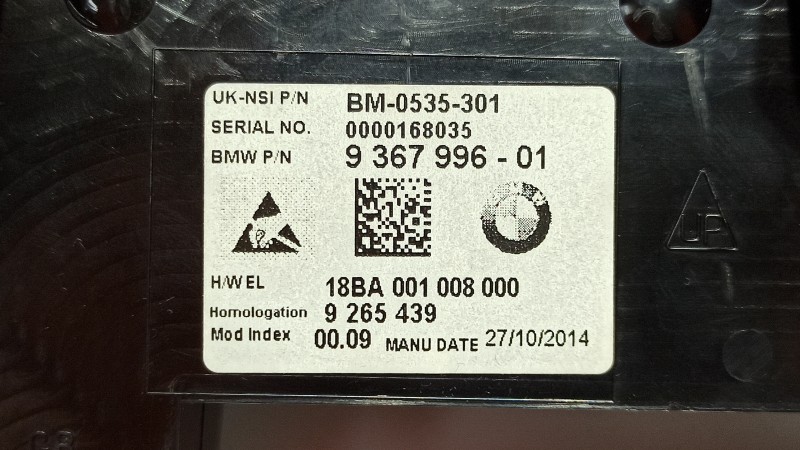 UK-NSI P/N BM-0535-301
SERIAL NO. 0000168035
BMW P/N 9 367 996 - 01
H/W EL 18BA 001 008 000
Homologation 9 265 439
Mod Index 00.09 MANU DATE 27/10/2014
UP